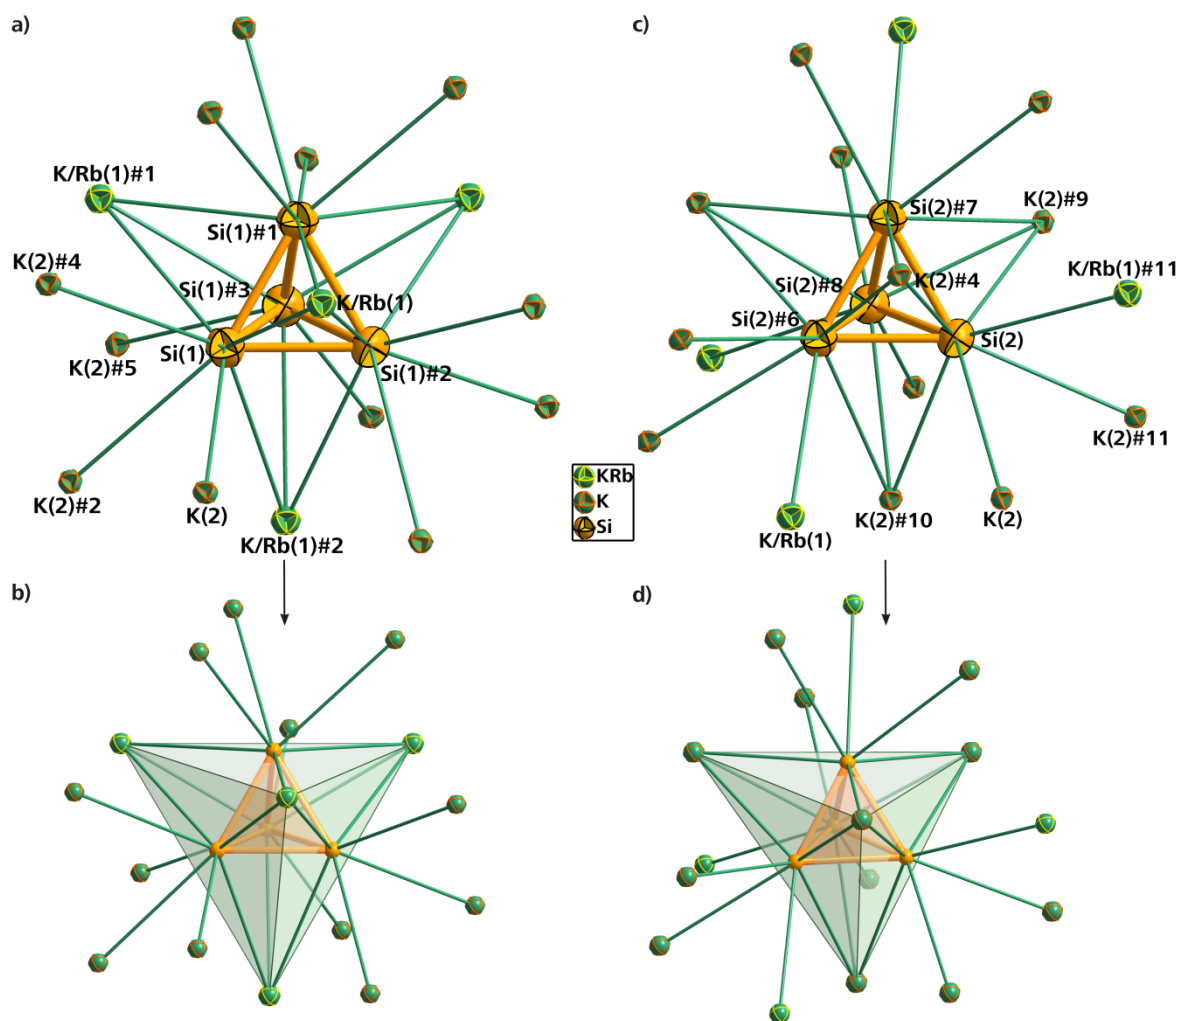 a)
K/Rb(1)#1
Si(1)#1
K(2)#4
Si(1)#3
K/Rb(1)
Si(1)
K(2)#5
Si(1)#2
K(2)#2
K(2)
K/Rb(1)#2
KRb
K
Si
b)
c)
Si(2)#7
K(2)#9
K/Rb(1)#11
Si(2)#8
K(2)#4
Si(2)#6
Si(2)
K(2)#11
K/Rb(1)
K(2)#10
K(2)
d)